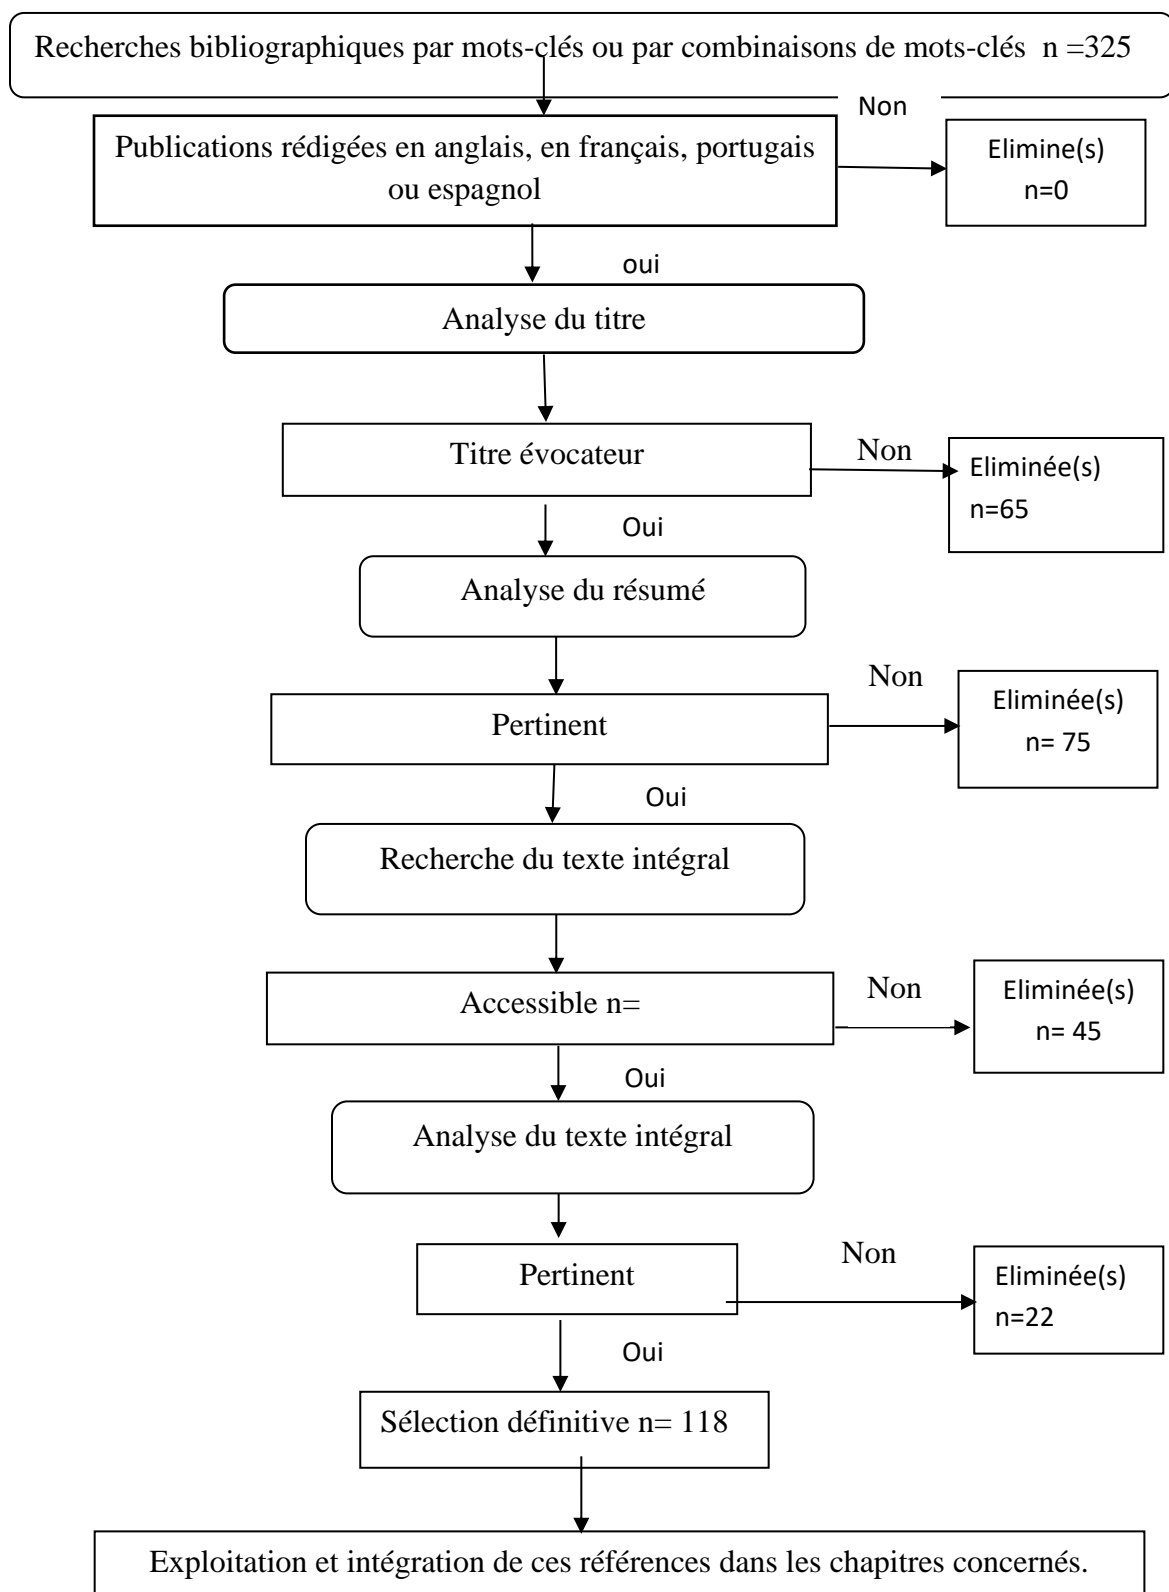 Recherches bibliographiques par mots-clés ou par combinaisons de mots-clés n =325
Non
Publications rédigées en anglais, en français, portugais
ou espagnol
Elimine(s)
n=0
oui
Analyse du titre
Titre évocateur
Non
Eliminée(s)
n=65
Oui
Analyse du résumé
Non
Pertinent
Eliminée(s)
n= 75
Oui
Recherche du texte intégral
Accessible n=
Non
Eliminée(s)
n= 45
Oui
Analyse du texte intégral
Non
Pertinent
Eliminée(s)
n=22
Oui
Sélection définitive n= 118
Exploitation et intégration de ces références dans les chapitres concernés.